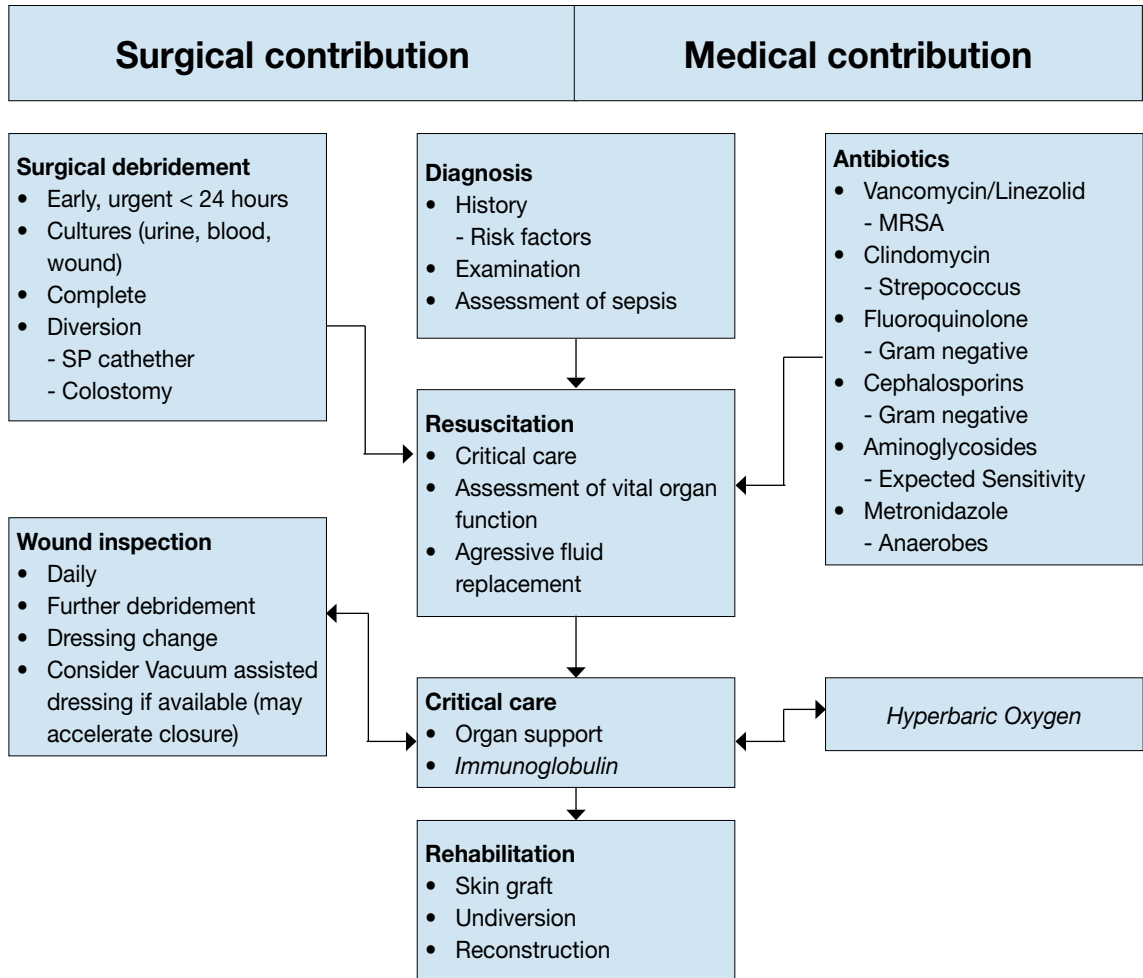 Surgical contribution
Medical contribution
Surgical debridement
• Early, urgent < 24 hours
• Cultures (urine, blood,
wound)
• Complete
• Diversion
- SP cathether
- Colostomy
Diagnosis
• History
- Risk factors
• Examination
• Assessment of sepsis
Antibiotics
• Vancomycin/Linezolid
- MRSA
• Clindomycin
- Strepococcus
• Fluoroquinolone
- Gram negative
• Cephalosporins
- Gram negative
• Aminoglycosides
- Expected Sensitivity
• Metronidazole
- Anaerobes
Resuscitation
• Critical care
• Assessment of vital organ
function
• Agressive fluid
replacement
Wound inspection
• Daily
• Further debridement
• Dressing change
• Consider Vacuum assisted
dressing if available (may
accelerate closure)
Critical care
• Organ support
• Immunoglobulin
Hyperbaric Oxygen
Rehabilitation
• Skin graft
• Undiversion
• Reconstruction